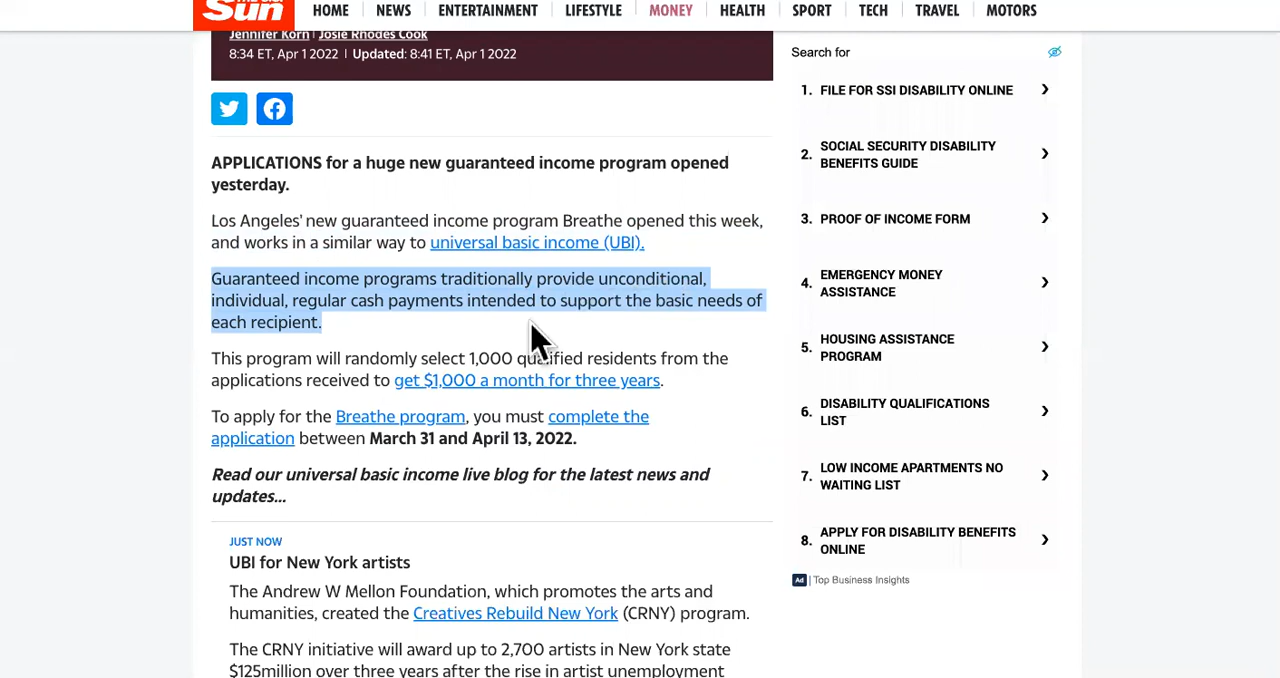 Sun
HOME NEWS ENTERTAINMENT LIFESTYLE MONEY HEALTH SPORT TECH TRAVEL MOTORS
Jennifer Korn | Josie Rhodes Cook
8:34 ET, Apr 1 2022 | Updated: 8:41 ET, Apr 1 2022
APPLICATIONS for a huge new guaranteed income program opened
yesterday.
Los Angeles' new guaranteed income program Breathe opened this week,
and works in a similar way to universal basic income (UBI).
Guaranteed income programs traditionally provide unconditional,
individual, regular cash payments intended to support the basic needs of
each recipient.
This program will randomly select 1,000 qualified residents from the
applications received to get $1,000 a month for three years.
To apply for the Breathe program, you must complete the
application between March 31 and April 13, 2022.
Read our universal basic income live blog for the latest news and
updates...
JUST NOW
UBI for New York artists
The Andrew W Mellon Foundation, which promotes the arts and
humanities, created the Creatives Rebuild New York (CRNY) program.
The CRNY initiative will award up to 2,700 artists in New York state
$125million over three years after the rise in artist unemployment
Search for
1. FILE FOR SSI DISABILITY ONLINE
2. SOCIAL SECURITY DISABILITY
BENEFITS GUIDE
3. PROOF OF INCOME FORM
4. EMERGENCY MONEY
ASSISTANCE
5. HOUSING ASSISTANCE
PROGRAM
6. DISABILITY QUALIFICATIONS
LIST
7. LOW INCOME APARTMENTS NO
WAITING LIST
8. APPLY FOR DISABILITY BENEFITS
ONLINE
Ad | Top Business Insights